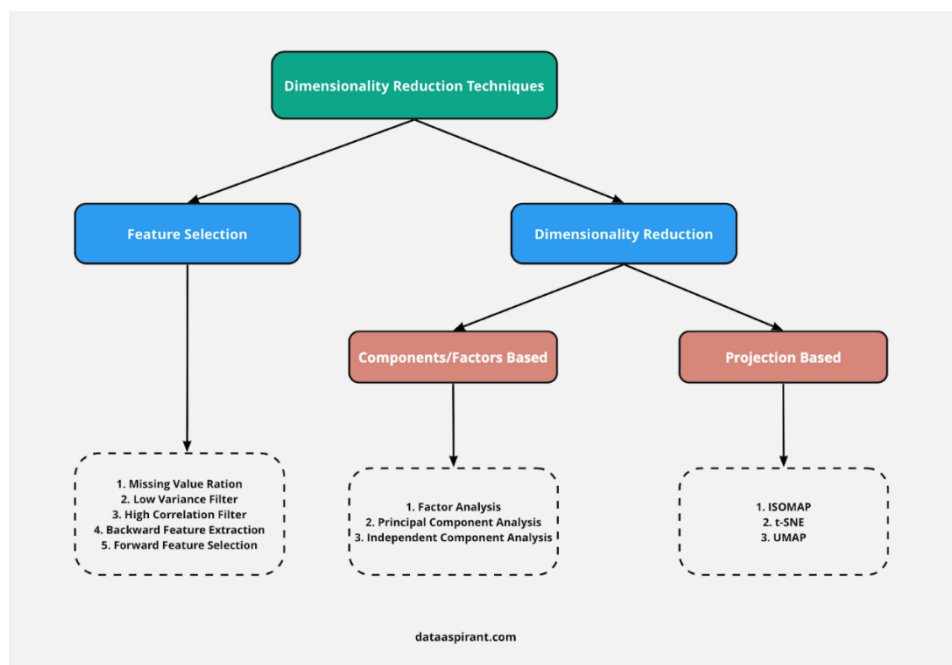 Dimensionality Reduction Techniques
Feature Selection
Dimensionality Reduction
Components/Factors Based
Projection Based
1. Missing Value Ration
2. Low Variance Filter
3. High Correlation Filter
4. Backward Feature Extraction
5. Forward Feature Selection
1. Factor Analysis
2. Principal Component Analysis
3. Independent Component Analysis
1. ISOMAP
2. t-SNE
3. UMAP
dataaspirant.com